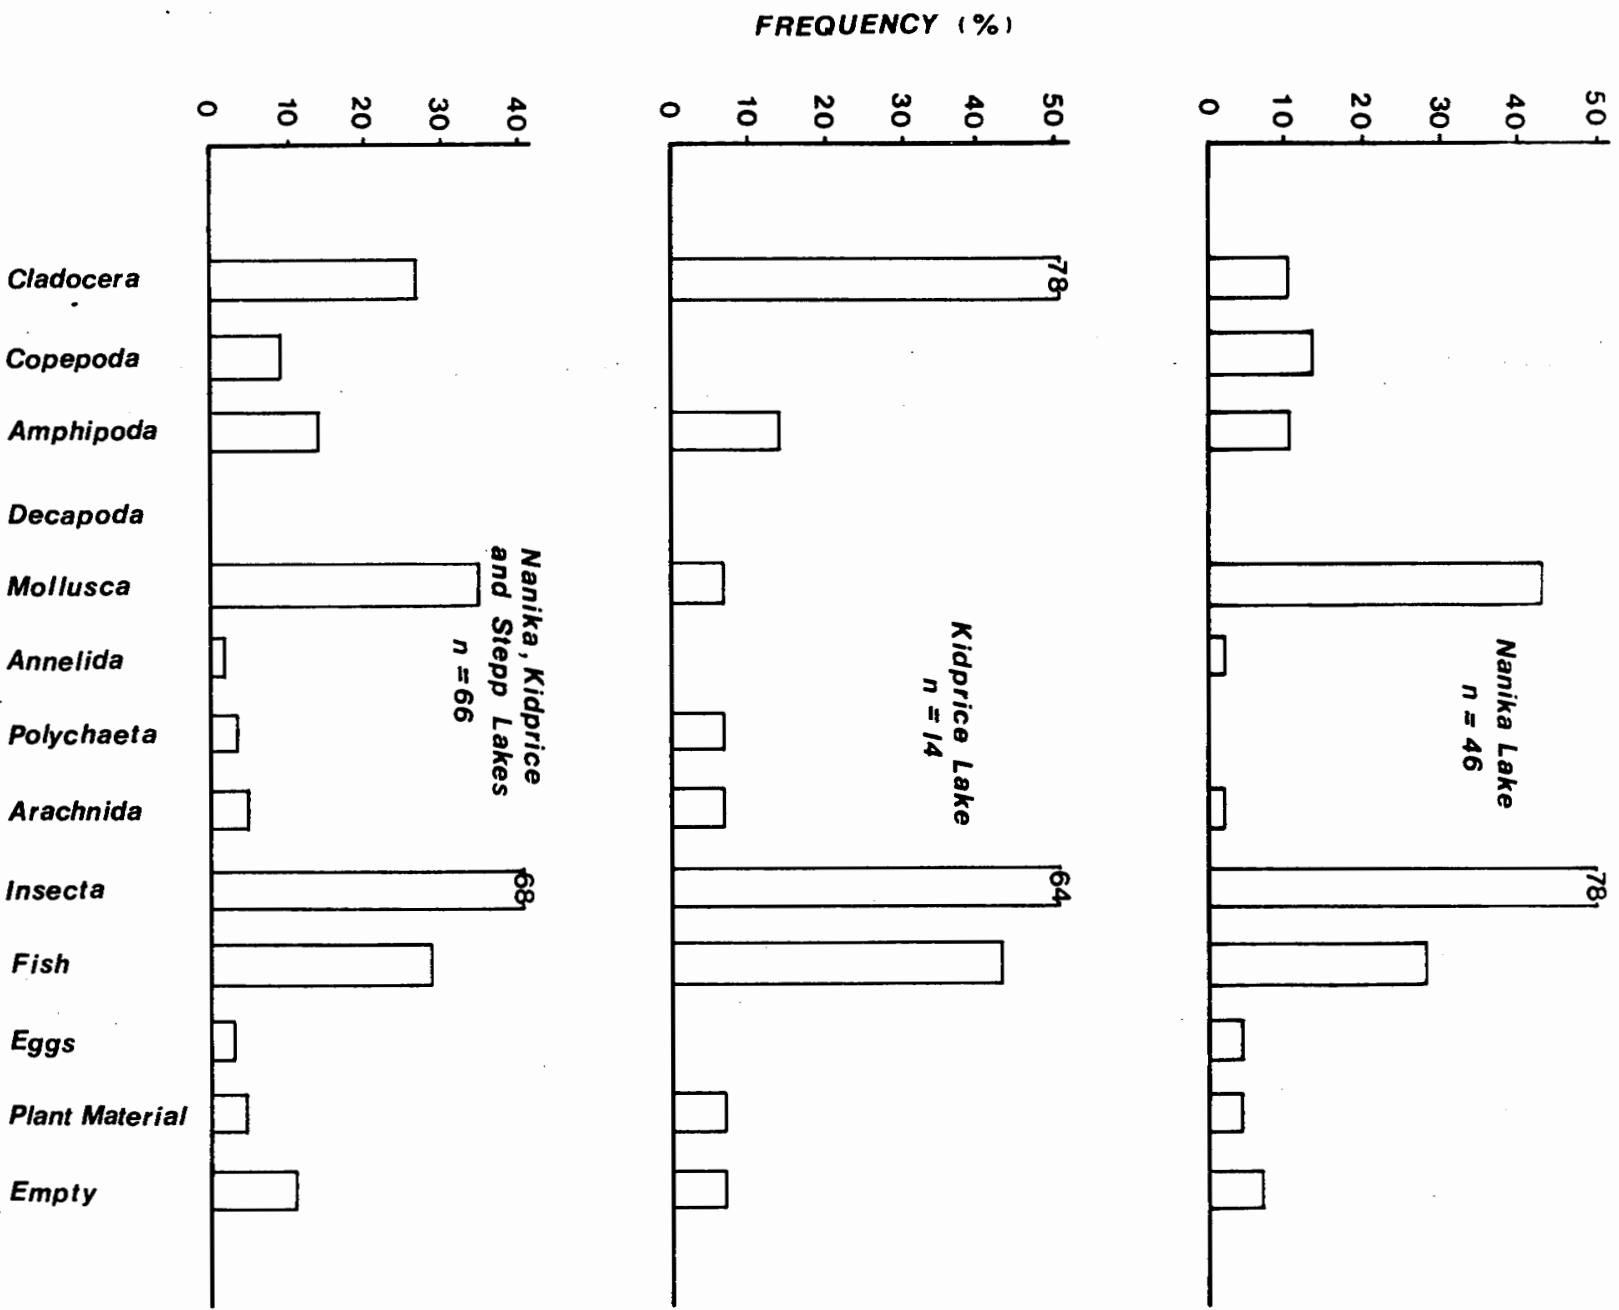 FREQUENCY (%)
0 10 20 30 40
0 10 20 30 40 50
0 10 20 30 40 50
Cladocera
Copepoda
Amphipoda
Decapoda
Mollusca
Annelida
Polychaeta
Arachnida
Insecta
Fish
Eggs
Plant Material
Empty
Nanika, Kidprice
and Stepp Lakes
n = 66
68
Kidprice Lake
n = 14
78
64
Nanika Lake
n = 46
78